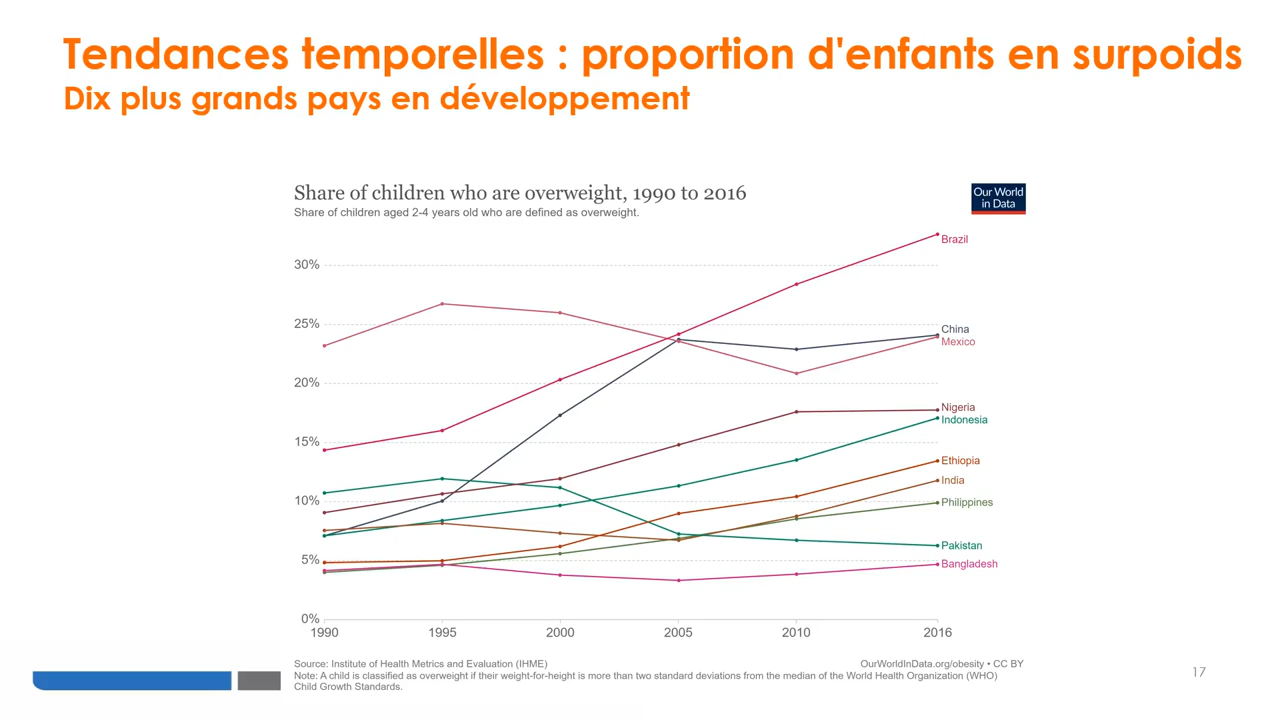 Tendances temporelles : proportion d'enfants en surpoids
Dix plus grands pays en développement
Share of children who are overweight, 1990 to 2016
Share of children aged 2-4 years old who are defined as overweight.
Our World
in Data
30%
25%
20%
15%
10%
5%
0%
Brazil
China
Mexico
Nigeria
Indonesia
Ethiopia
India
Philippines
Pakistan
Bangladesh
1990
1995
2000
2005
2010
2016
Source: Institute of Health Metrics and Evaluation (IHME)
OurWorldInData.org/obesity • CC BY
Note: A child is classified as overweight if their weight-for-height is more than two standard deviations from the median of the World Health Organization (WHO)
Child Growth Standards.
17